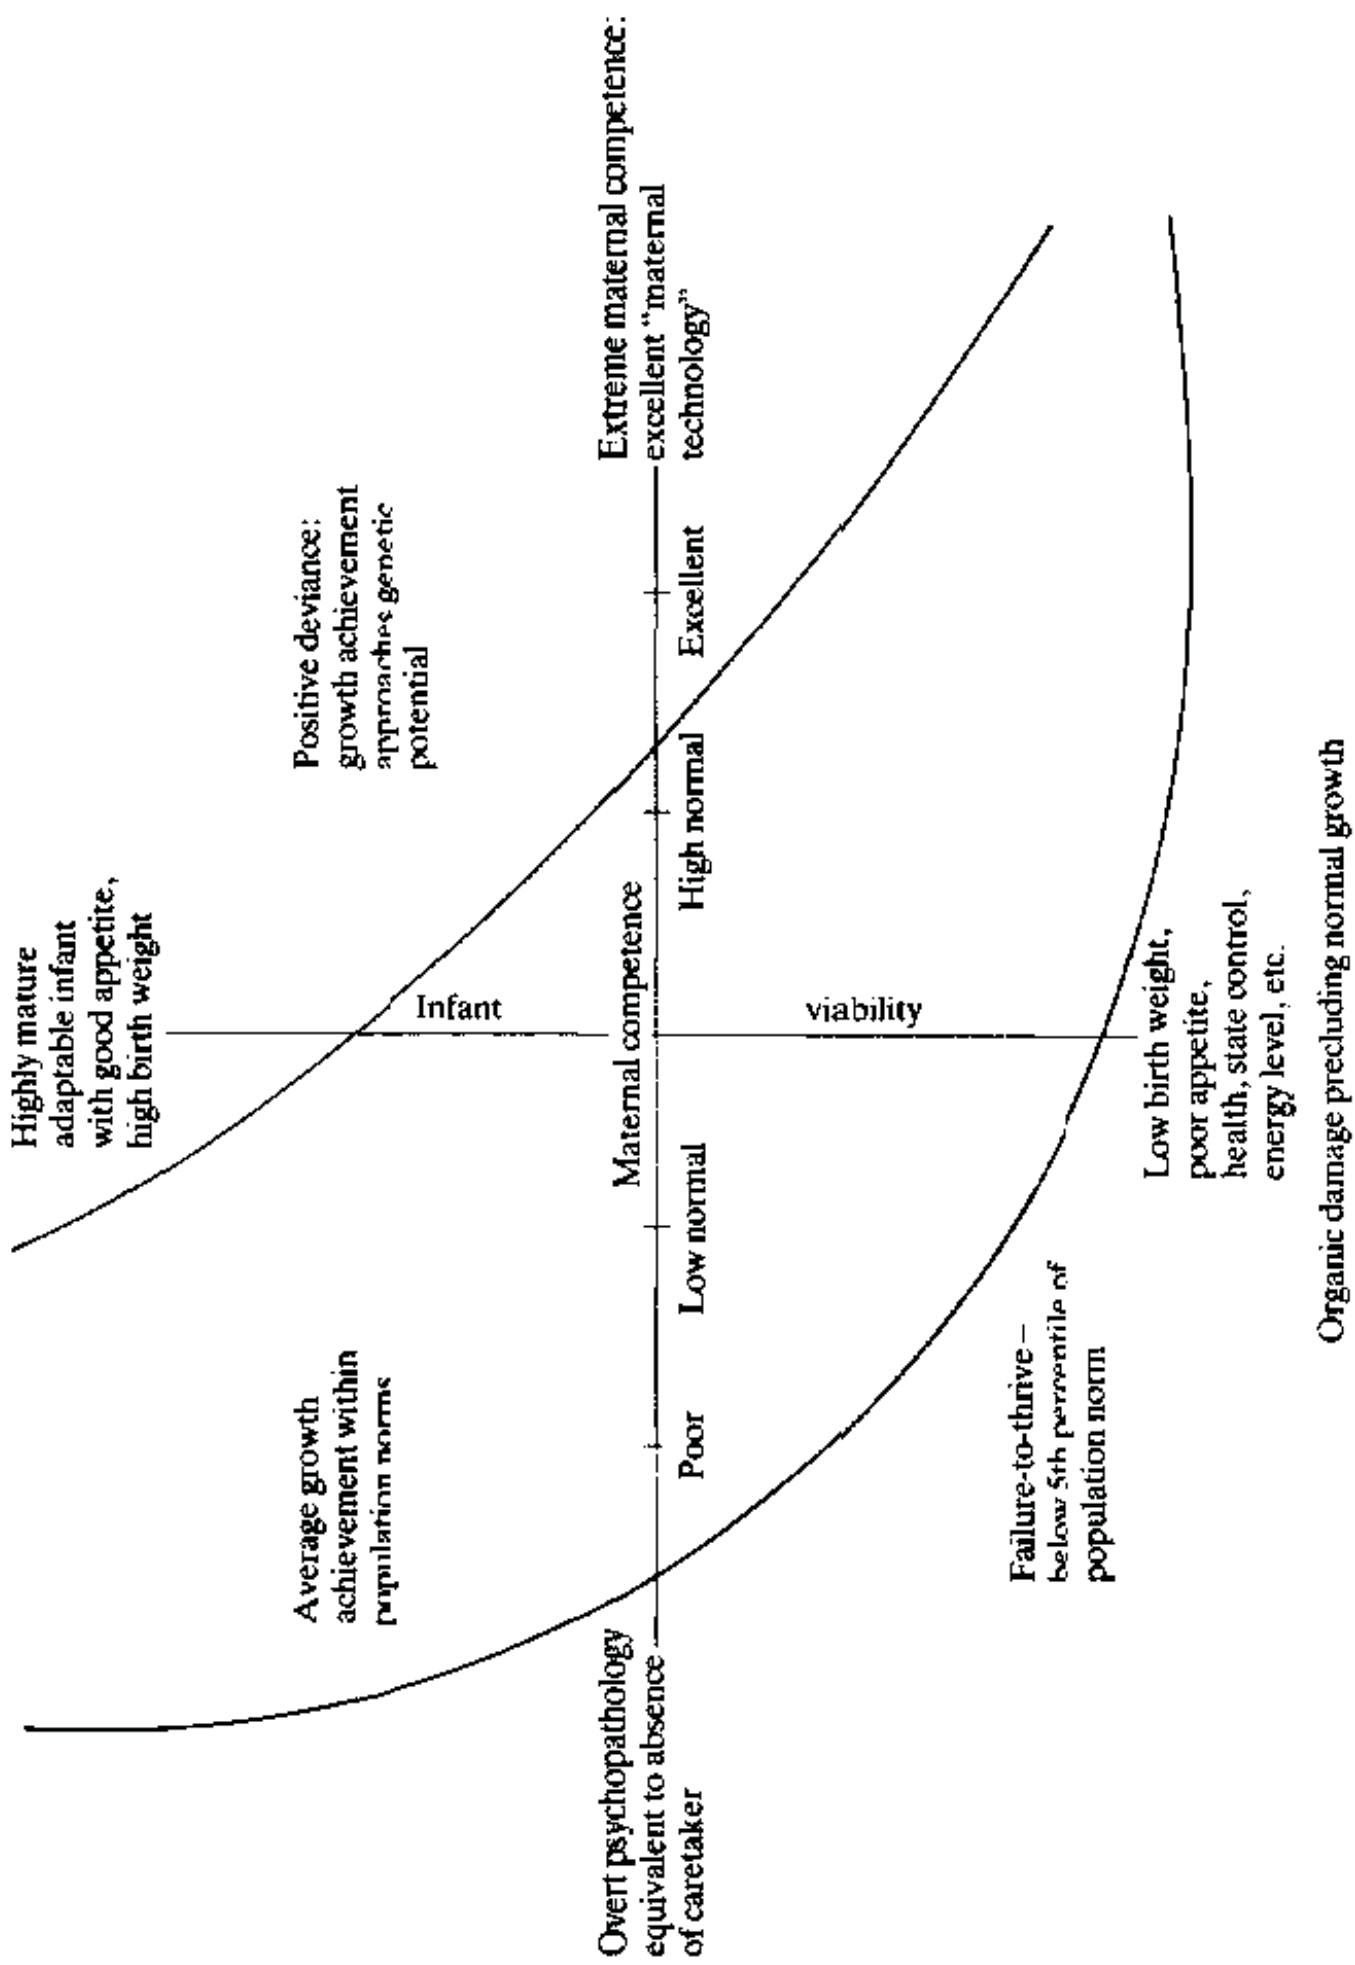 Highly mature
adaptable infant
with good appetite,
high birth weight
Positive deviance:
growth achievement
approaches genetic
potential
Average growth
achievement within
population norms
Infant
Maternal competence
Extreme maternal competence:
excellent “maternal
technology”
Overt psychopathology
equivalent to absence
of caretaker
Poor
Low normal
High normal
Excellent
viability
Failure-to-thrive–
below 5th percentile of
population norm
Low birth weight,
poor appetite,
health, state control,
energy level, etc.
Organic damage precluding normal growth